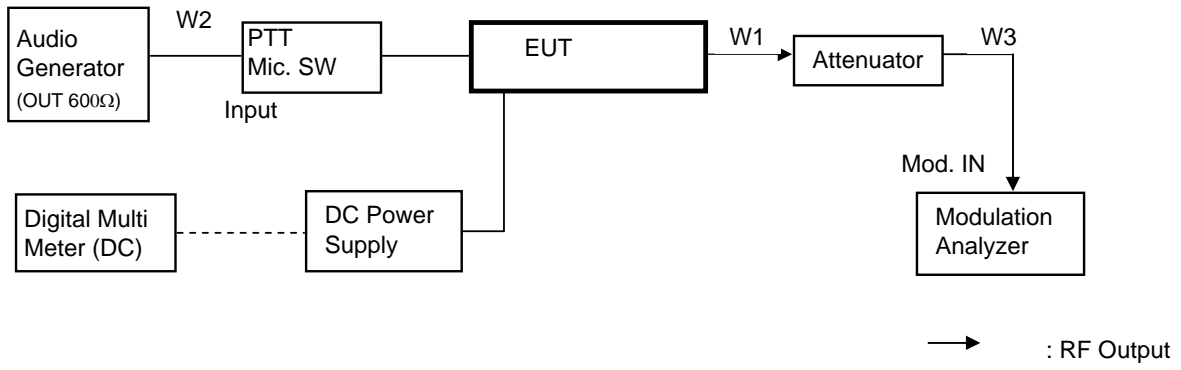 W2
W1
W3
Audio
Generator
(OUT 600Ω)
PTT
Mic. SW
EUT
Attenuator
Input
Mod. IN
Digital Multi
Meter (DC)
DC Power
Supply
Modulation
Analyzer
: RF Output